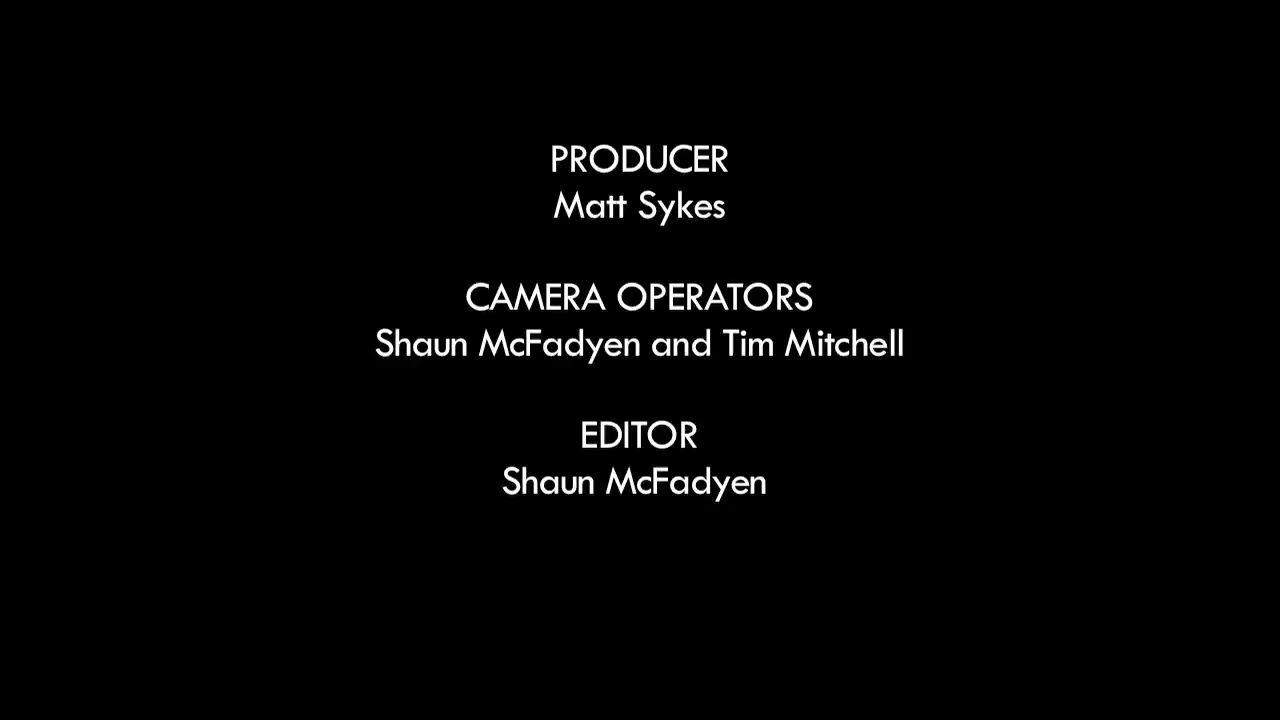 PRODUCER
Matt Sykes
CAMERA OPERATORS
Shaun McFadyen and Tim Mitchell
EDITOR
Shaun McFadyen